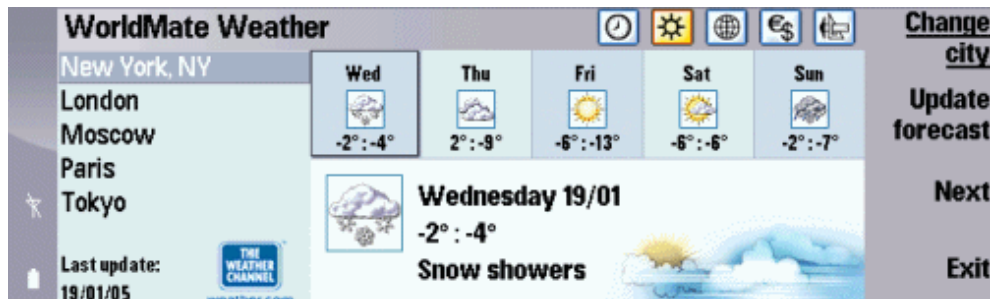 WorldMate Weather
€$
Change
city
New York, NY
London
Moscow
Paris
Tokyo
Wed
Thu
Fri
Sat
Sun
-2°:-4°
2°:-9°
-6°:-13°
-6°:-6°
-2°:-7°
Update
forecast
Wednesday 19/01
-2° : -4°
Snow showers
Next
Exit
Last update:
19/01/05
THE
WEATHER
CHANNEL
weather.com